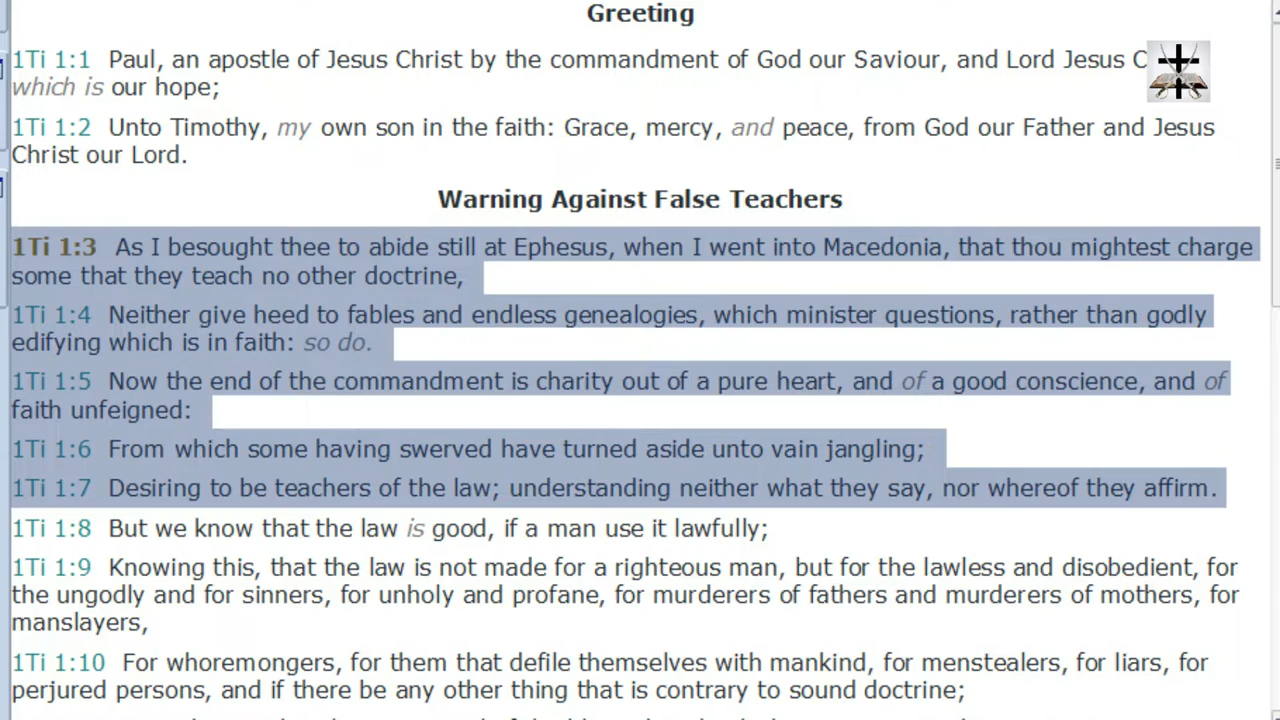 Greeting
1Ti 1:1 Paul, an apostle of Jesus Christ by the commandment of God our Saviour, and Lord Jesus
which is our hope;
1Ti 1:2 Unto Timothy, my own son in the faith: Grace, mercy, and peace, from God our Father and Jesus
Christ our Lord.
Warning Against False Teachers
1Ti 1:3 As I besought thee to abide still at Ephesus, when I went into Macedonia, that thou mightest charge
some that they teach no other doctrine,
1Ti 1:4 Neither give heed to fables and endless genealogies, which minister questions, rather than godly
edifying which is in faith: so do.
1Ti 1:5 Now the end of the commandment is charity out of a pure heart, and of a good conscience, and of
faith unfeigned:
1Ti 1:6 From which some having swerved have turned aside unto vain jangling;
1Ti 1:7 Desiring to be teachers of the law; understanding neither what they say, nor whereof they affirm.
1Ti 1:8 But we know that the law is good, if a man use it lawfully;
1Ti 1:9 Knowing this, that the law is not made for a righteous man, but for the lawless and disobedient, for
the ungodly and for sinners, for unholy and profane, for murderers of fathers and murderers of mothers, for
manslayers,
1Ti 1:10 For whoremongers, for them that defile themselves with mankind, for menstealers, for liars, for
perjured persons, and if there be any other thing that is contrary to sound doctrine;